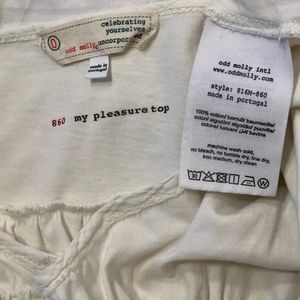 celebrating
yourselves
odd molly
uncorporated
made in
portugal
860 my pleasure top
odd molly intl
www.oddmolly.com
style: 816M-860
made in portugal
100% cotton/
machine wash cold,
no bleach, no tumble dry, line dry,
iron medium, dry clean